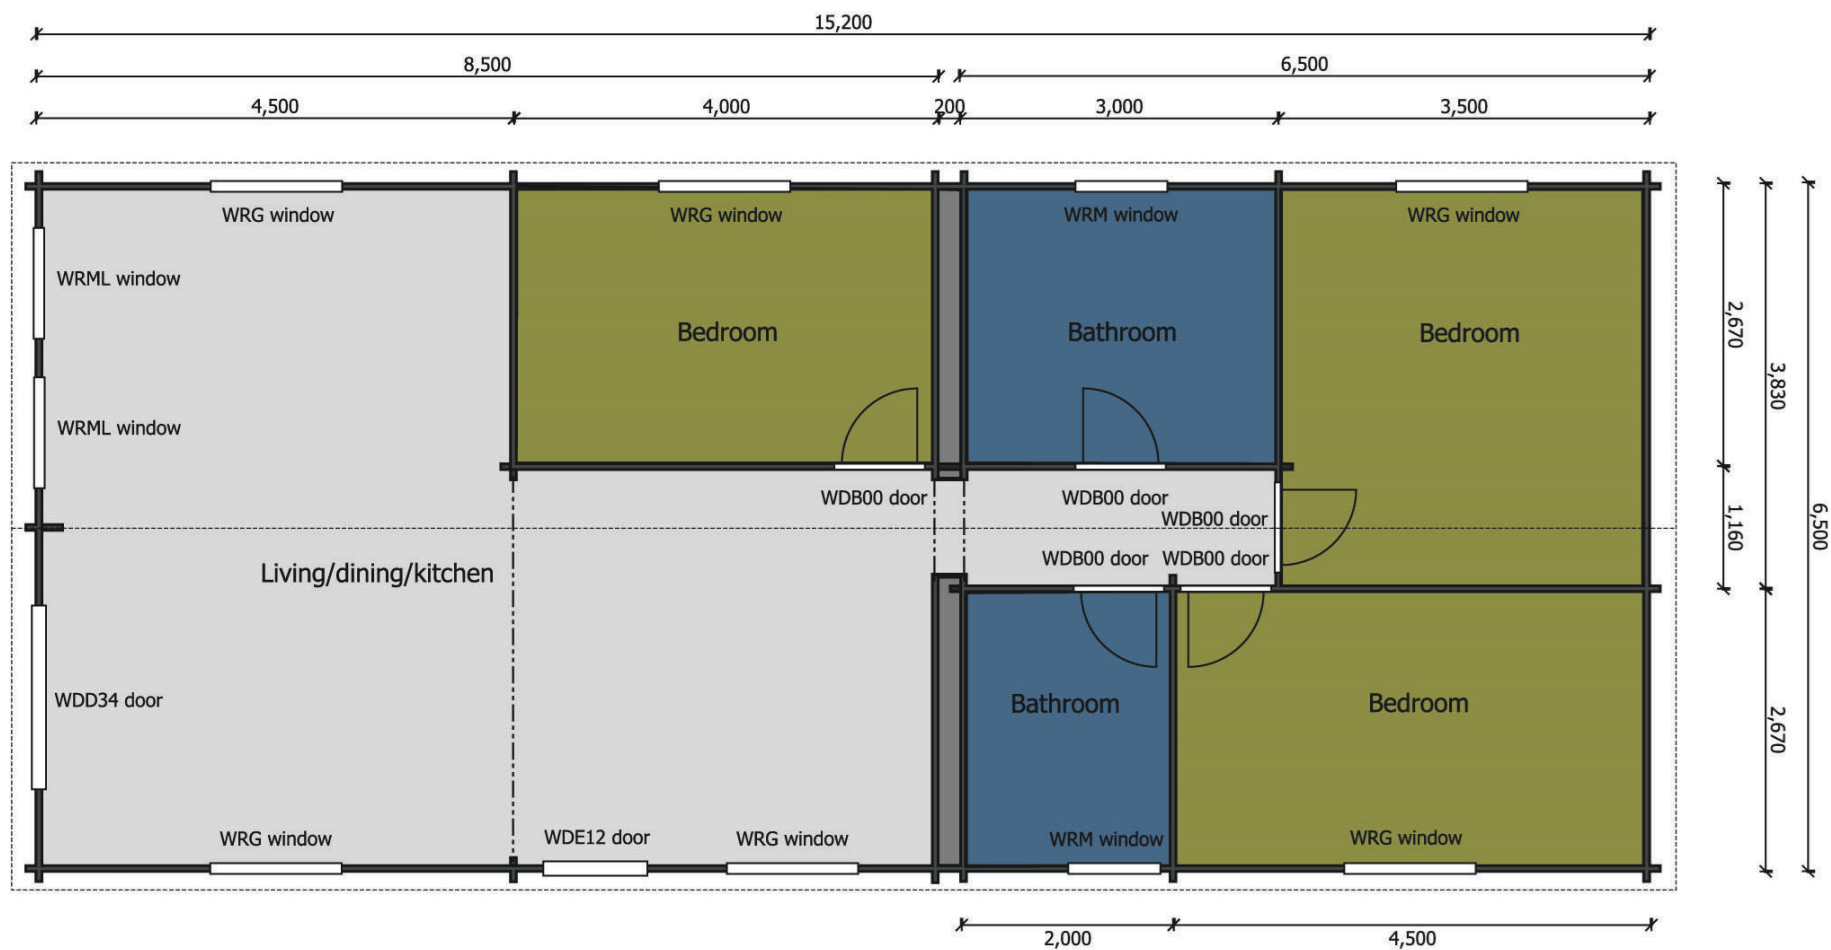 15,200
8,500
6,500
4,500
4,000
200
3,000
3,500
WRG window
WRG window
WRM window
WRG window
WRML window
2,670
Bedroom
Bathroom
Bedroom
3,830
WRML window
WDB00 door
WDB00 door
WDB00 door
1,160
6,500
WDB00 door
WDB00 door
Living/dining/kitchen
WDD34 door
Bathroom
Bedroom
2,670
WRG window
WDE12 door
WRG window
WRM window
WRG window
2,000
4,500